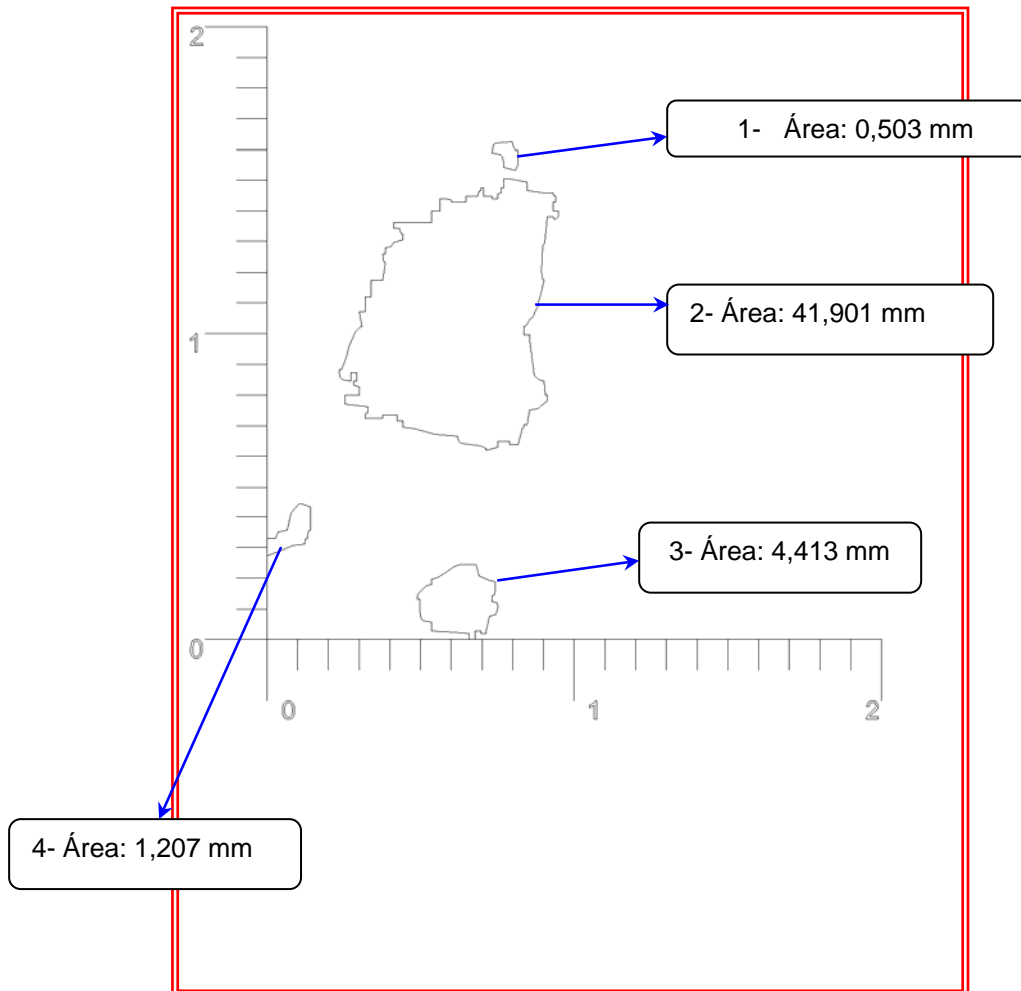 2
1- Área: 0,503 mm
2- Área: 41,901 mm
1
3- Área: 4,413 mm
0
0 1 2
4- Área: 1,207 mm